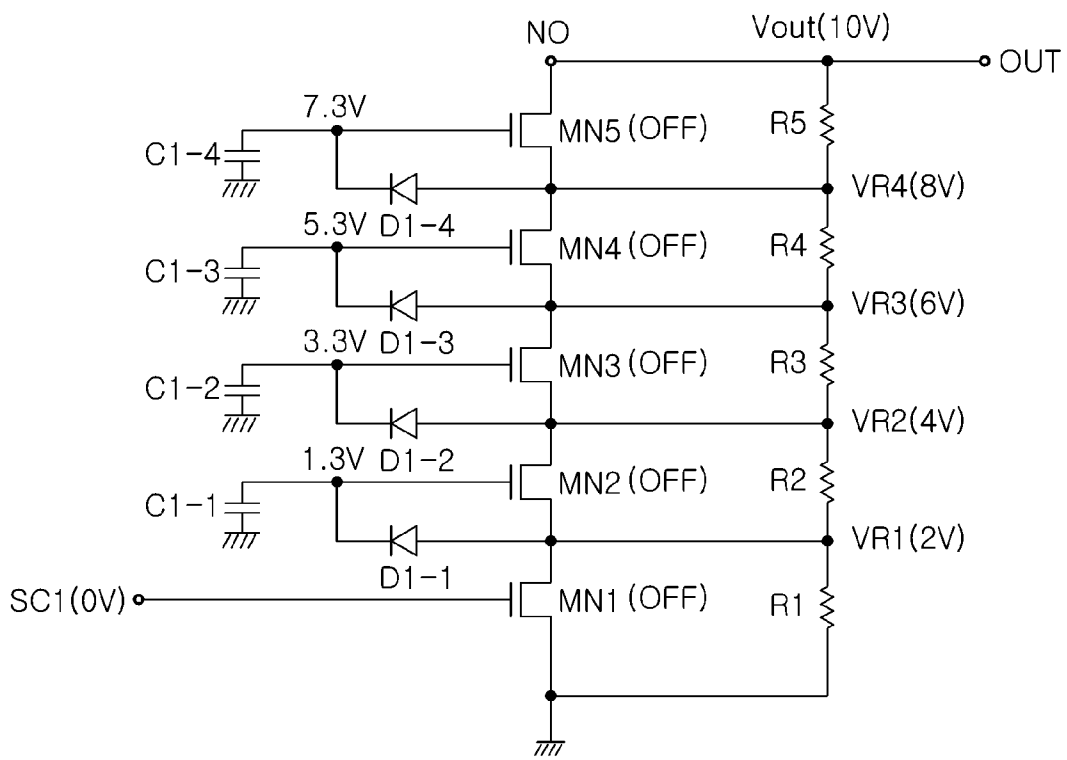 NO
Vout(10V)
OUT
7.3V
C1-4
MN5(OFF)
R5
D1-4
VR4(8V)
5.3V
C1-3
MN4(OFF)
R4
D1-3
VR3(6V)
3.3V
C1-2
MN3(OFF)
R3
D1-2
VR2(4V)
1.3V
C1-1
MN2(OFF)
R2
D1-1
VR1(2V)
SC1(0V)
MN1(OFF)
R1